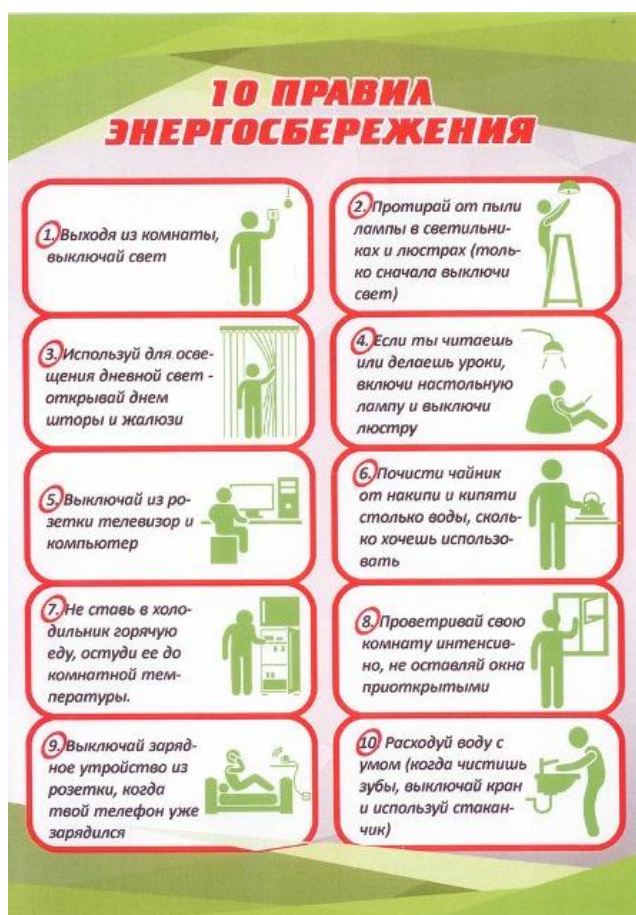 10 ПРАВИЛ
ЭНЕРГОСБЕРЕЖЕНИЯ
1. Выходя из комнаты,
выключай свет
2. Протирай от пыли
лампы в светильни-
ках и люстрах (толь-
ко сначала выключи
свет)
3. Используй для осве-
щения дневной свет -
открывай днем
шторы и жалюзи
4. Если ты читаешь
или делаешь уроки,
включи настольную
лампу и выключи
люстру
5. Выключай из ро-
зетки телевизор и
компьютер
6. Почисти чайник
от накипи и кипяти
столько воды, сколь-
ко хочешь использо-
вать
7. Не ставь в холо-
дильник горячую
еду, остуди ее до
комнатной тем-
пературы.
8. Проветривай свою
комнату интенсив-
но, не оставляй окна
приоткрытыми
9. Выключай заряд-
ное утройство из
розетки, когда
твой телефон уже
зарядился
10. Расходуй воду с
умом (когда чистишь
зубы, выключай кран
и используй стакан-
чик)